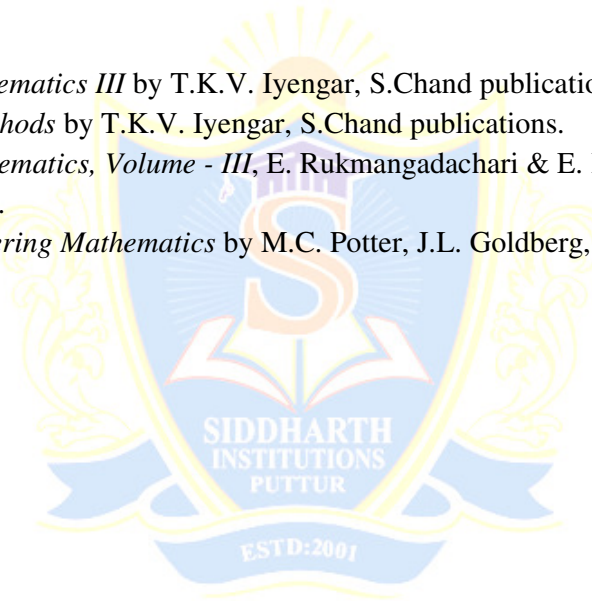 ematics III by T.K.V. Iyengar, S.Chand publicatio
hods by T.K.V. Iyengar, S.Chand publications.
ematics, Volume - III, E. Rukmangadachari & E.
.
ering Mathematics by M.C. Potter, J.L. Goldberg,
S
SIDDHARTH
INSTITUTIONS
PUTTUR
ESTD:2001